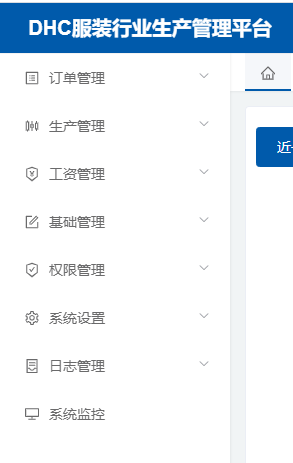 DHC服装行业生产管理平台
订单管理
生产管理
工资管理
基础管理
权限管理
系统设置
日志管理
系统监控
近